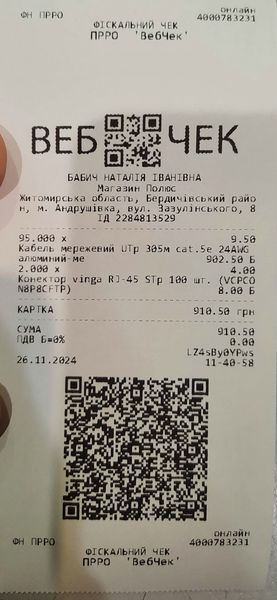 онлайн
ФН ПРРО 4000783231
ФІСКАЛЬНИЙ ЧЕК
ПРРО 'ВебЧек'
ВЕБ ЧЕК
БАБИЧ НАТАЛІЯ ІВАНІВНА
Магазин Полюс
Житомирська область, Бердичівський райо
н, м. Андрушівка, вул. Зазулінського, 8
ІД 2284813529
95.000 x 9.50
Кабель мережевий UTp 305м cat.5e 24AWG
алюминий-ме 902.50 Б
2.000 x 4.00
Конектор vinga RJ-45 STp 100 шт. (VCPCO
N8P8CFTP) 8.00 Б
КАРТКА 910.50 грн
СУМА 910.50
ПДВ Б=0% 0.00
LZ4sBy0YPws
26.11.2024 11-40-58
онлайн
ФН ПРРО 4000783231
ФІСКАЛЬНИЙ ЧЕК
ПРРО 'ВебЧек'